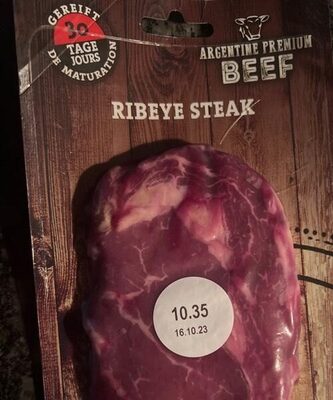 GEREIFT
30
TAGE
JOURS
DE MATURATION
ARGENTINE PREMIUM
BEEF
RIBEYE STEAK
10.35
16.10.23